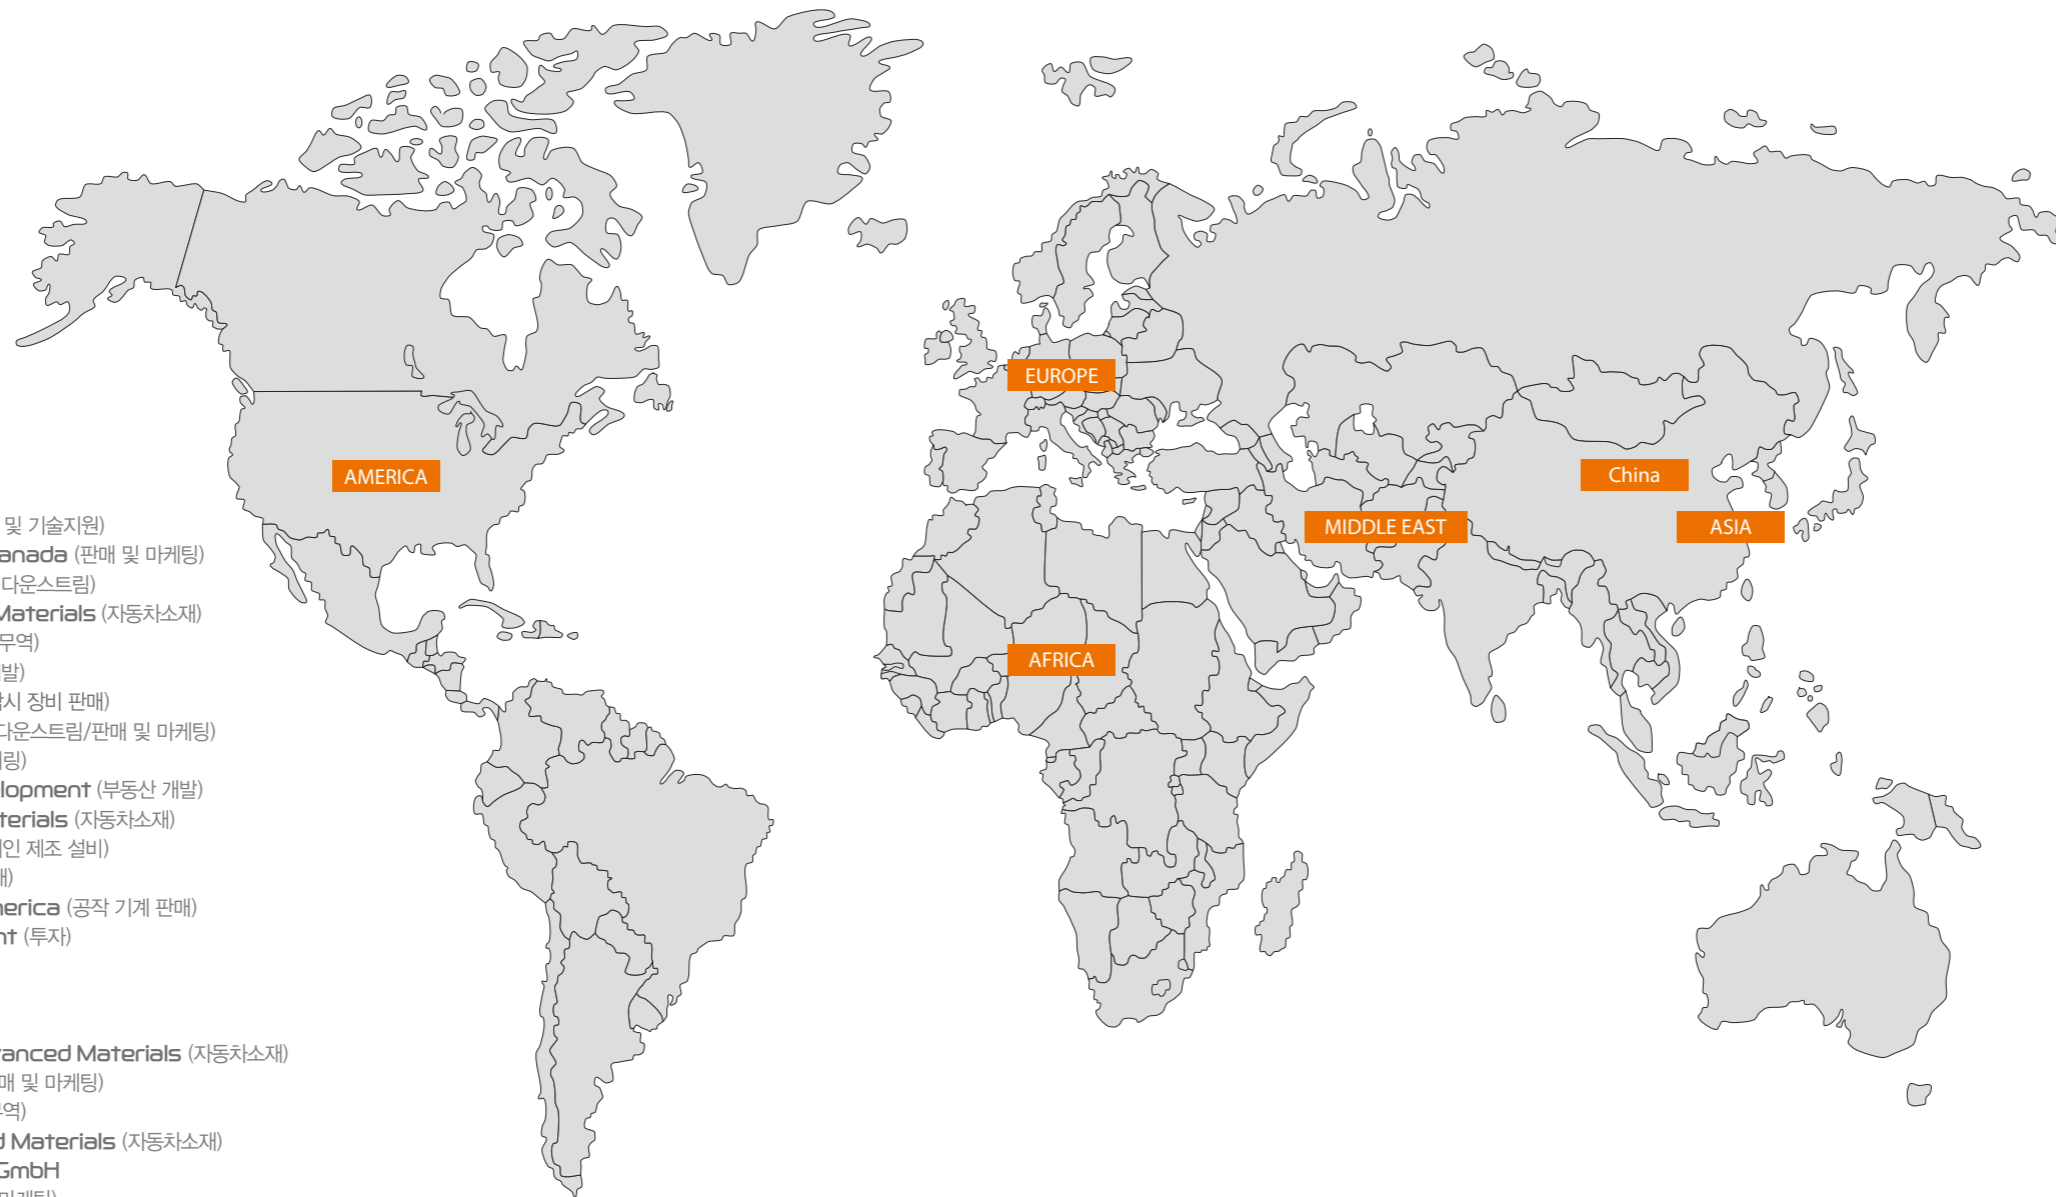 EUROPE
AMERICA
China
MIDDLE EAST
ASIA
AFRICA
및 기술지원)
anada (판매 및 마케팅)
다운스트림)
Materials (자동차소재)
무역)
발)
시 장비 판매)
다운스트림/판매 및 마케팅)
링)
lopment (부동산 개발)
terials (자동차소재)
인 제조 설비)
매)
erica (공작 기계 판매)
nt (투자)
anced Materials (자동차소재)
매 및 마케팅)
역)
d Materials (자동차소재)
GmbH